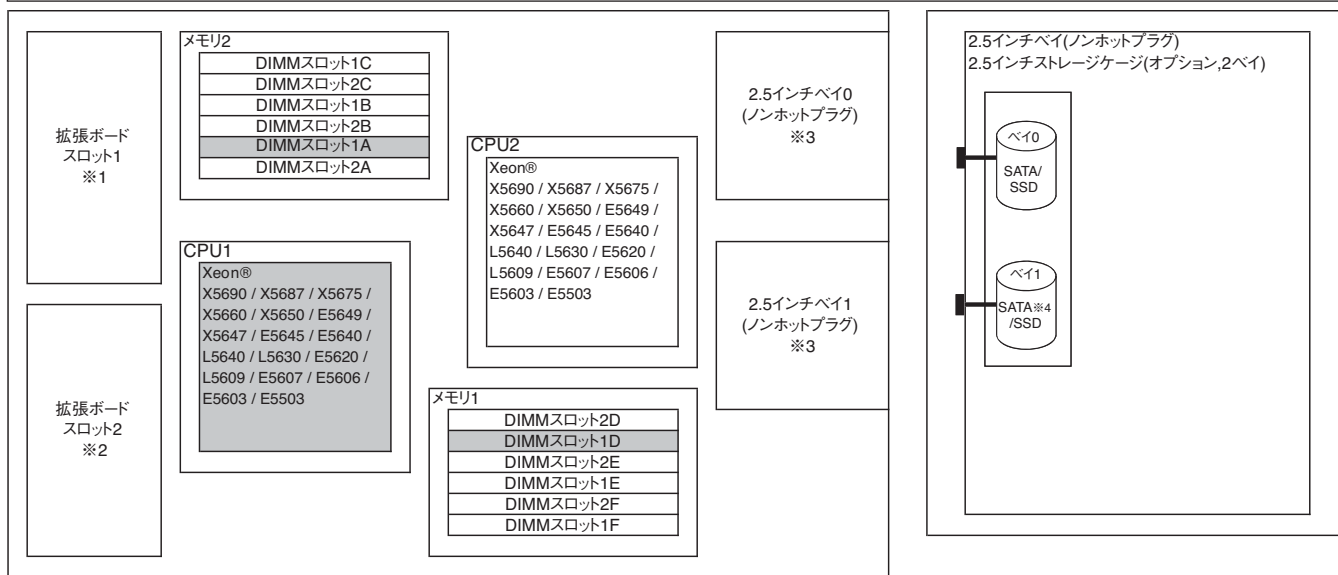 拡張ボード
スロット1
※1
拡張ボード
スロット2
※2
メモリ2
DIMMスロット1C
DIMMスロット2C
DIMMスロット1B
DIMMスロット2B
DIMMスロット1A
DIMMスロット2A
CPU1
Xeon®
X5690 / X5687 / X5675 /
X5660 / X5650 / E5649 /
X5647 / E5645 / E5640 /
L5640 / L5630 / E5620 /
L5609 / E5607 / E5606 /
E5603 / E5503
CPU2
Xeon®
X5690 / X5687 / X5675 /
X5660 / X5650 / E5649 /
X5647 / E5645 / E5640 /
L5640 / L5630 / E5620 /
L5609 / E5607 / E5606 /
E5603 / E5503
メモリ1
DIMMスロット2D
DIMMスロット1D
DIMMスロット2E
DIMMスロット1E
DIMMスロット2F
DIMMスロット1F
2.5インチベイ0
(ノンホットプラグ)
※3
2.5インチベイ1
(ノンホットプラグ)
※3
2.5インチベイ(ノンホットプラグ)
2.5インチストレージケージ(オプション,2ベイ)
ベイ0
SATA/
SSD
ベイ1
SATA※4
/SSD